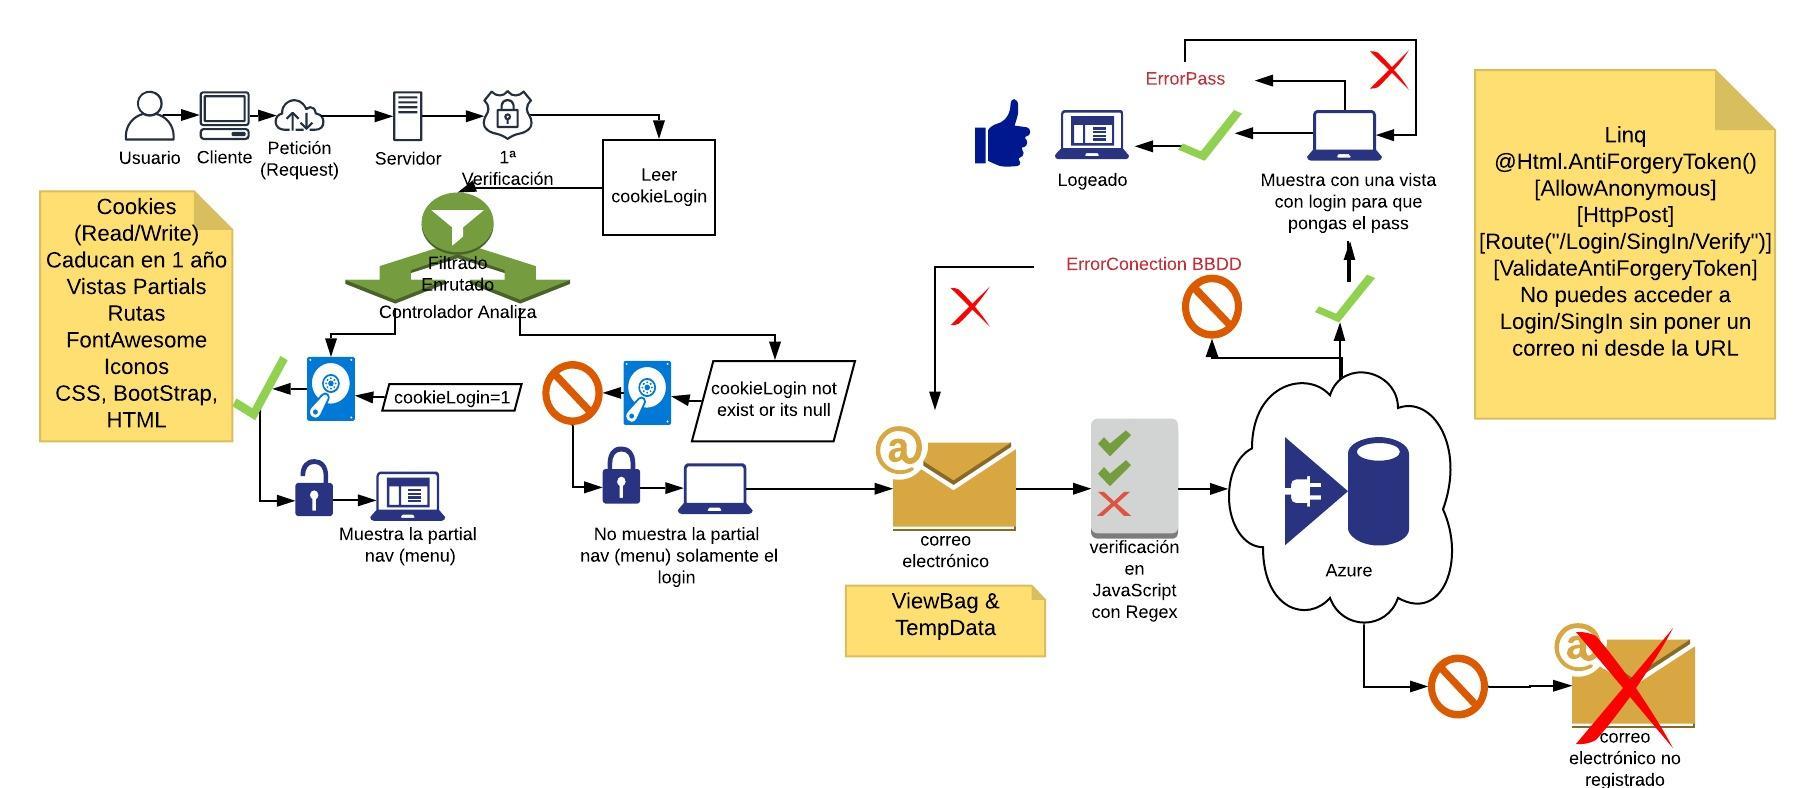 Usuario
Cliente
Petición
(Request)
Servidor
1ª
Verificación
Leer
cookieLogin
Cookies
(Read/Write)
Caducan en 1 año
Vistas Partials
Rutas
FontAwesome
Iconos
CSS, BootStrap,
HTML
Filtrado
Enrutado
Controlador Analiza
cookieLogin=1
cookieLogin not
exist or its null
Muestra la partial
nav (menu)
No muestra la partial
nav (menu) solamente el
login
correo
electrónico
ViewBag &
TempData
verificación
en
JavaScript
con Regex
Azure
correo
electrónico no
registrado
ErrorConection BBDD
ErrorPass
Logeado
Muestra con una vista
con login para que
pongas el pass
Linq
@Html.AntiForgeryToken()
[AllowAnonymous]
[HttpPost]
[Route("/Login/SingIn/Verify")]
[ValidateAntiForgeryToken]
No puedes acceder a
Login/SingIn sin poner un
correo ni desde la URL